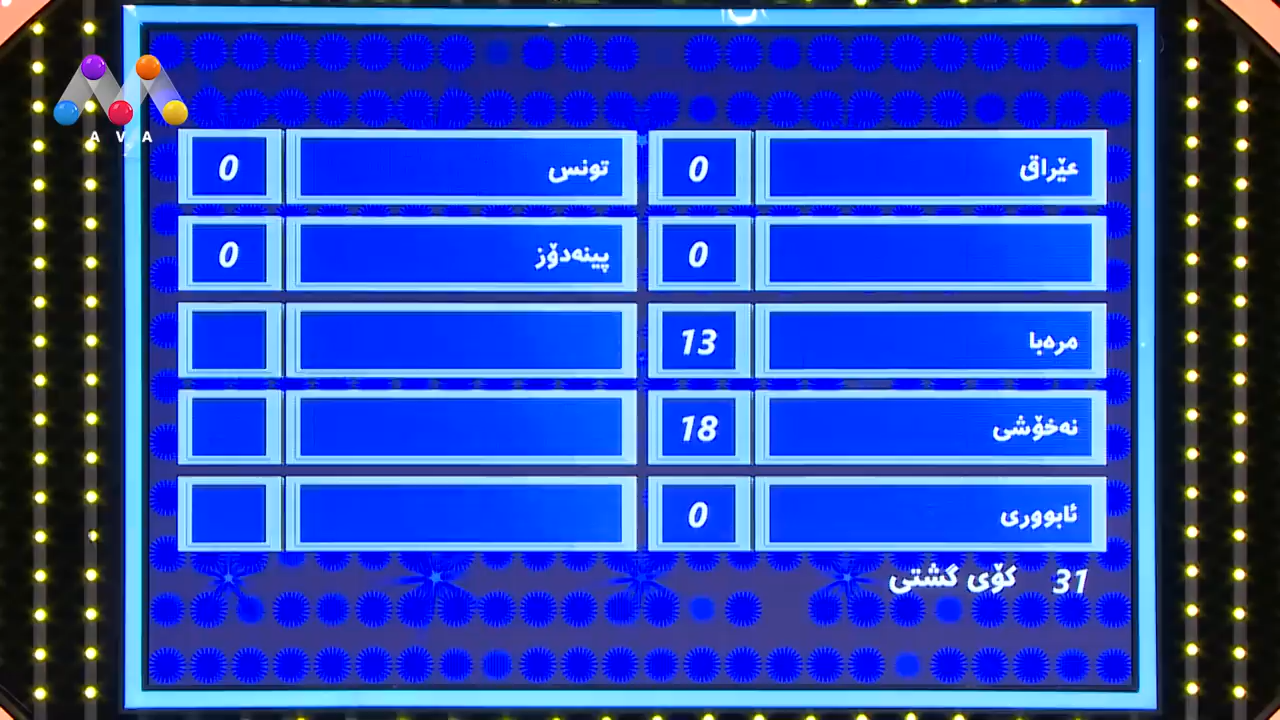 AVA
عێراق 0
تونس 0
0
پینەدۆز 0
مرەبا 13
نەخۆشی 18
ئابووری 0
31 کۆی گشتی